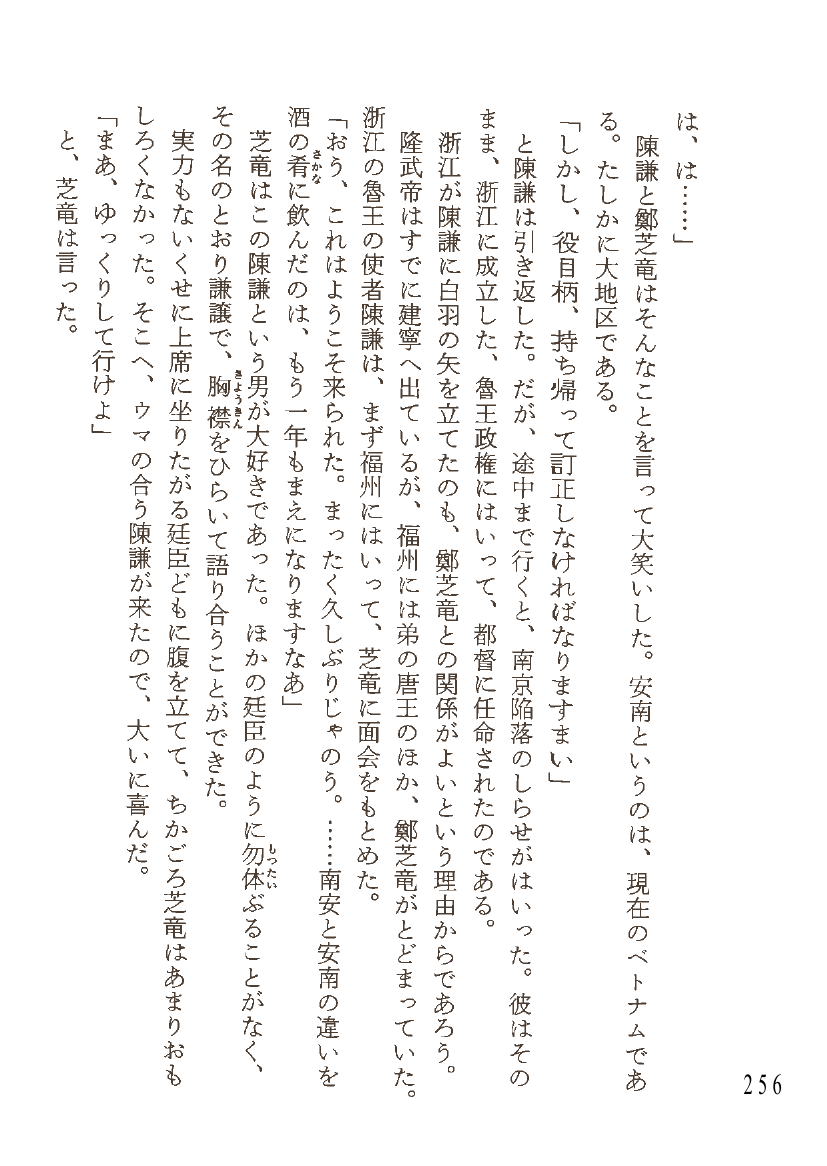 は、は……」
　陳謙と鄭芝竜はそんなことを言って大笑いした。安南というのは、現在のベトナムであ
る。たしかに大地区である。
「しかし、役目柄、持ち帰って訂正しなければなりますまい」
　と陳謙は引き返した。だが、途中まで行くと、南京陥落のしらせがはいった。彼はその
まま、浙江に成立した、魯王政権にはいって、都督に任命されたのである。
　浙江が陳謙に白羽の矢を立てたのも、鄭芝竜との関係がよいという理由からであろう。
　隆武帝はすでに建寧へ出ているが、福州には弟の唐王のほか、鄭芝竜がとどまっていた。
浙江の魯王の使者陳謙は、まず福州にはいって、芝竜に面会をもとめた。
「おう、これはようこそ来られた。まったく久しぶりじゃのう。……南安と安南の違いを
酒の肴に飲んだのは、もう一年もまえになりますなあ」
さかな
　芝竜はこの陳謙という男が大好きであった。ほかの廷臣のように勿体ぶることがなく、
もつたい
その名のとおり謙譲で、胸襟をひらいて語り合うことができた。
きようきん
　実力もないくせに上席に坐りたがる廷臣どもに腹を立てて、ちかごろ芝竜はあまりおも
しろくなかった。そこへ、ウマの合う陳謙が来たので、大いに喜んだ。
「まあ、ゆっくりして行けよ」
　と、芝竜は言った。
256